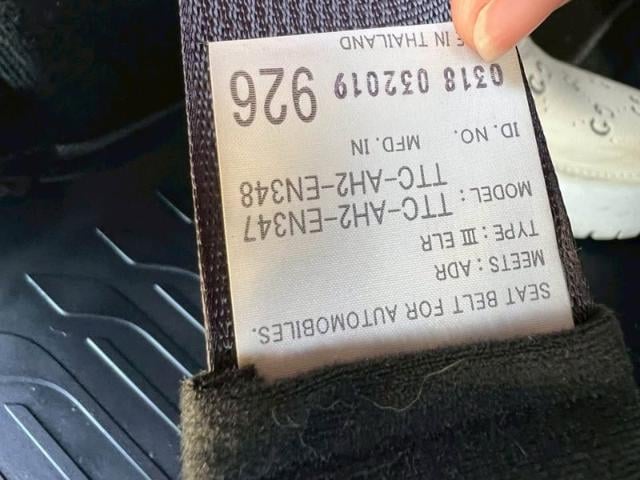 SEAT BELT FOR AUTOMOBILES.
MEETS : ADR
TYPE : III ELR
MODEL : TTC-AH2-EN347
TTC-AH2-EN348
ID. NO. MFD. IN
0318 032019 926
IN THAILAND